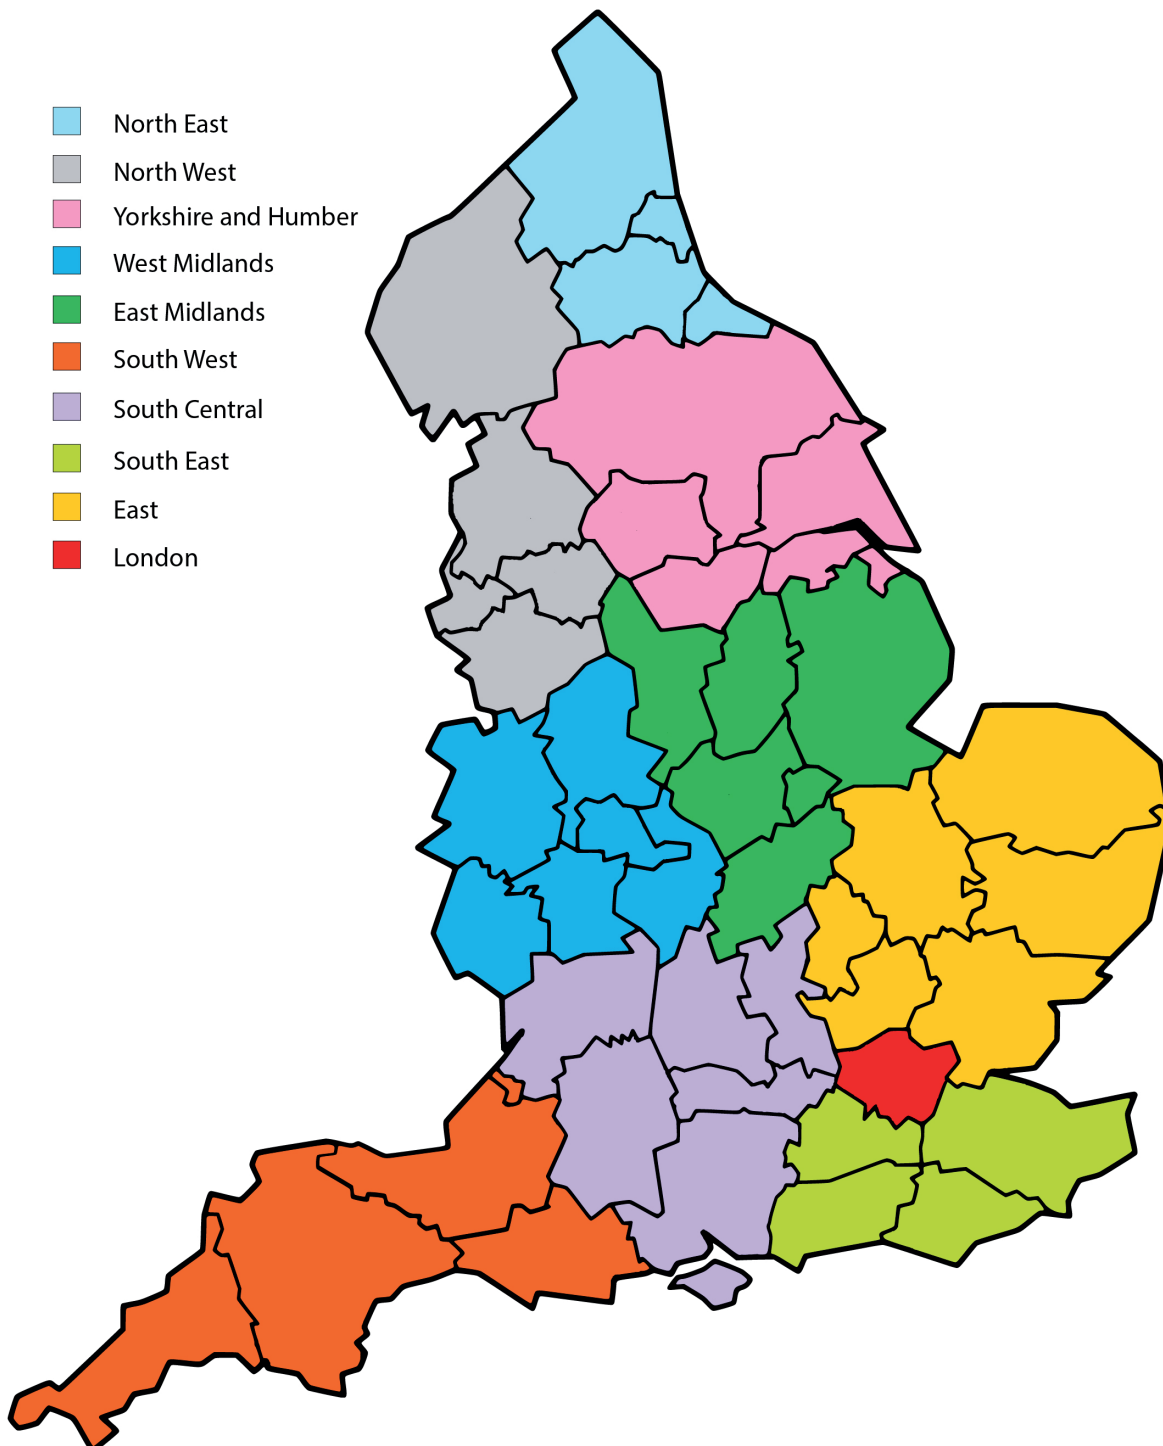 North East
North West
Yorkshire and Humber
West Midlands
East Midlands
South West
South Central
South East
East
London